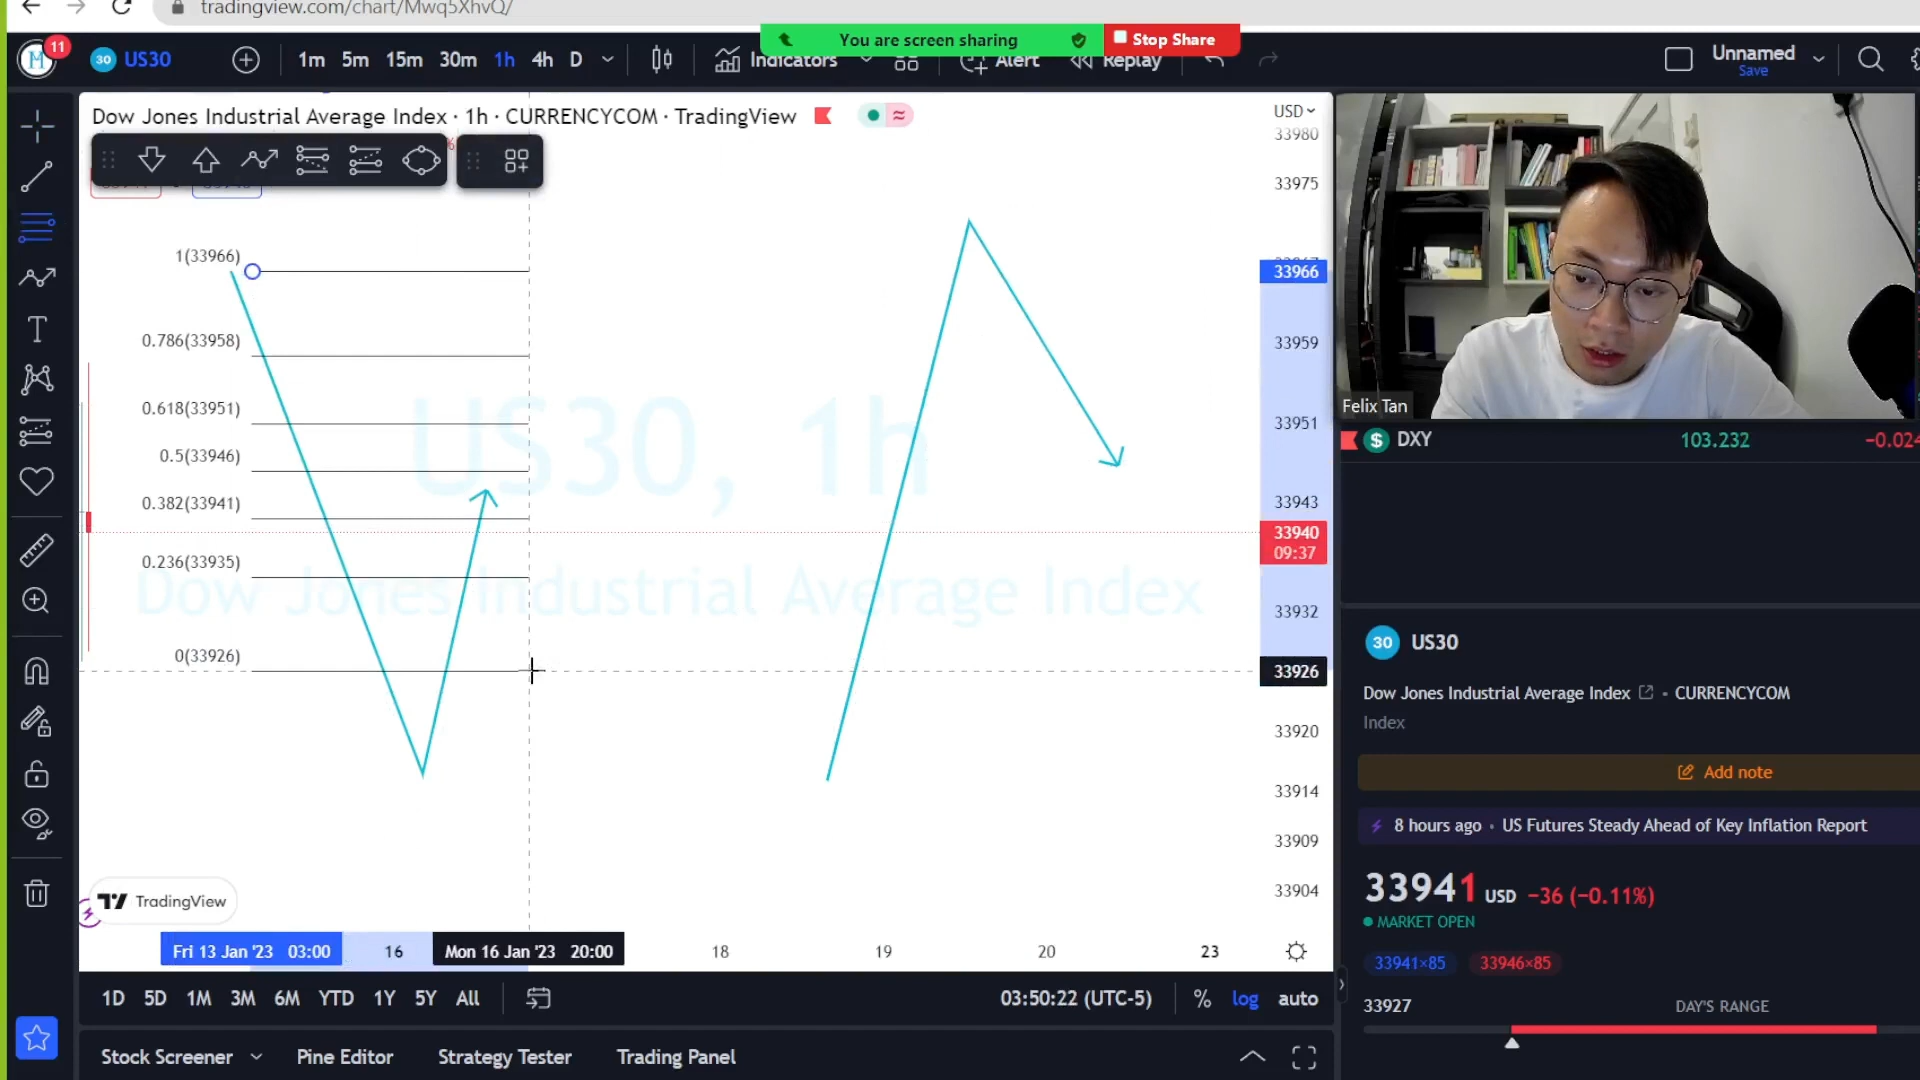 tradingview.com/chart/Mwq5XhvQ/
You are screen sharing
Stop Share
11
M
30 US30
1m 5m 15m 30m 1h 4h D
Indicators
Alert
Replay
Unnamed
Save
Dow Jones Industrial Average Index · 1h · CURRENCYCOM · TradingView
USD
33980
33975
33966
33959
33951
33943
33940
09:37
33932
33926
33920
33914
33909
33904
1(33966)
0.786(33958)
0.618(33951)
0.5(33946)
0.382(33941)
0.236(33935)
0(33926)
US30, 1h
Dow Jones Industrial Average Index
TradingView
Fri 13 Jan '23 03:00
16
Mon 16 Jan '23 20:00
18
19
20
23
1D 5D 1M 3M 6M YTD 1Y 5Y All
03:50:22 (UTC-5)
% log auto
Stock Screener
Pine Editor
Strategy Tester
Trading Panel
Felix Tan
$ DXY 103.232 −0.024
30 US30
Dow Jones Industrial Average Index · CURRENCYCOM
Index
Add note
8 hours ago · US Futures Steady Ahead of Key Inflation Report
33941 USD −36 (−0.11%)
MARKET OPEN
33941×85 33946×85
33927 DAY'S RANGE